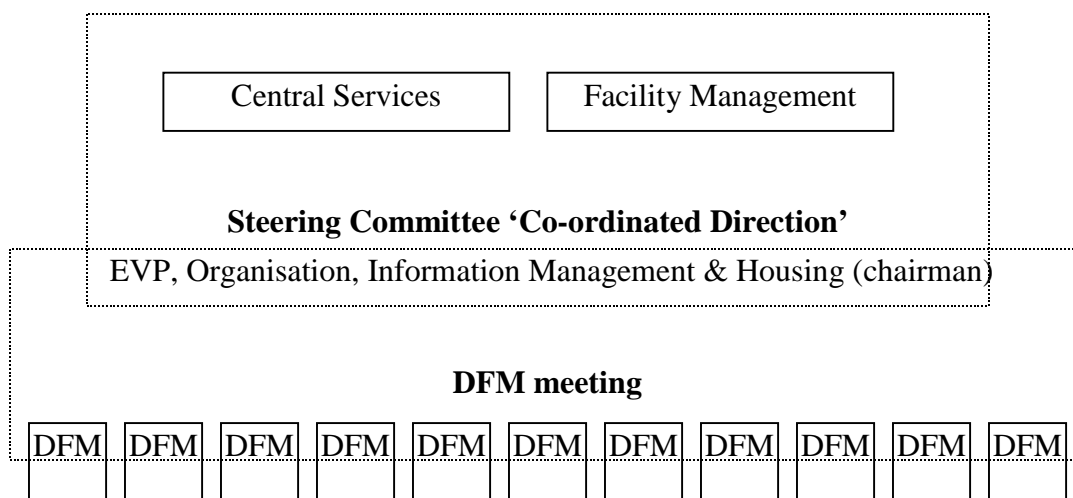 Central Services Facility Management
Steering Committee ‘Co-ordinated Direction’
EVP, Organisation, Information Management & Housing (chairman)
DFM meeting
DFM DFM DFM DFM DFM DFM DFM DFM DFM DFM DFM